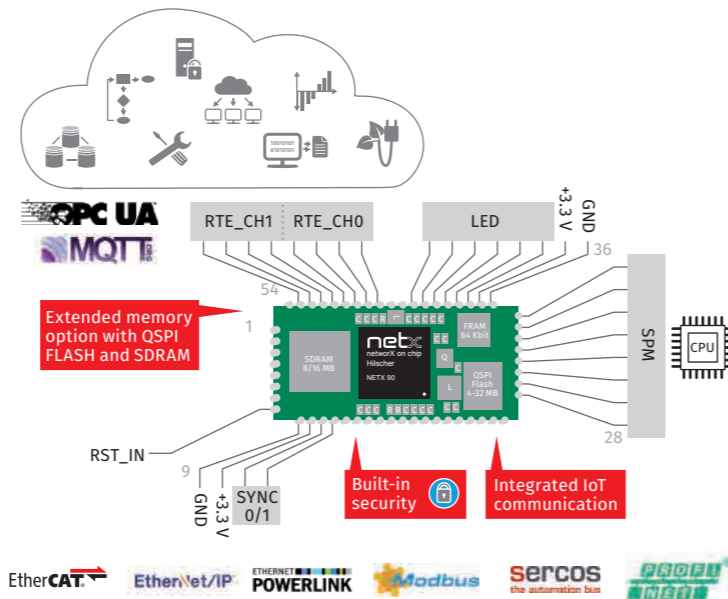 10010101
01010101
OPC UA
MQTT.ORG
RTE_CH1 RTE_CH0
LED
+3.3 V
GND
36
54
1
Extended memory
option with QSPI
FLASH and SDRAM
C C C R L C C C C C
SDRAM
8/16 MB
netx
networX on chip
Hilscher
NETX 90
FRAM
64 Kbit
C C
Q
C
L
QSPI
Flash
4-32 MB
C C C R R C C C C
C C
SPM
CPU
28
RST_IN
9
GND
+3.3 V
SYNC
0/1
Built-in
security
Integrated IoT
communication
EtherCAT.
EtherNet/IP
ETHERNET
POWERLINK
Modbus
sercos
the automation bus
PROFI
NET